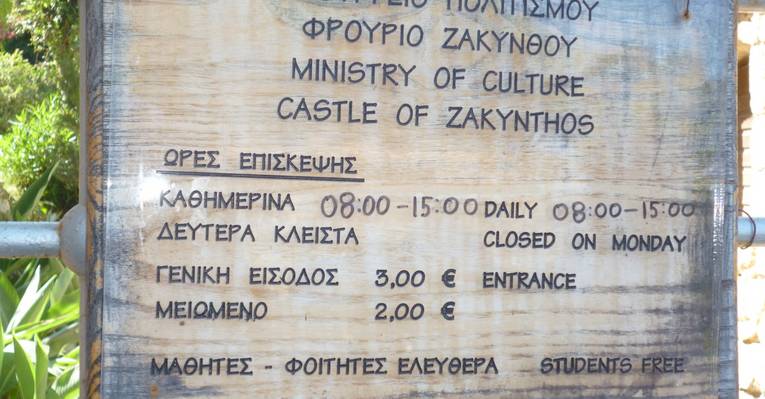 ΠΟΛΙΤΙΣΜΟΥ
ΦΡΟΥΡΙΟ ΖΑΚΥΝΘΟΥ
MINISTRY OF CULTURE
CASTLE OF ZAKYNTHOS
ΩΡΕΣ ΕΠΙΣΚΕΨΗΣ
ΚΑΘΗΜΕΡΙΝΑ 08:00-15:00 DAILY 08:00-15:00
ΔΕΥΤΕΡΑ ΚΛΕΙΣΤΑ CLOSED ON MONDAY
ΓΕΝΙΚΗ ΕΙΣΟΔΟΣ 3,00 € ENTRANCE
ΜΕΙΩΜΕΝΟ 2,00 €
ΜΑΘΗΤΕΣ - ΦΟΙΤΗΤΕΣ ΕΛΕΥΘΕΡΑ STUDENTS FREE